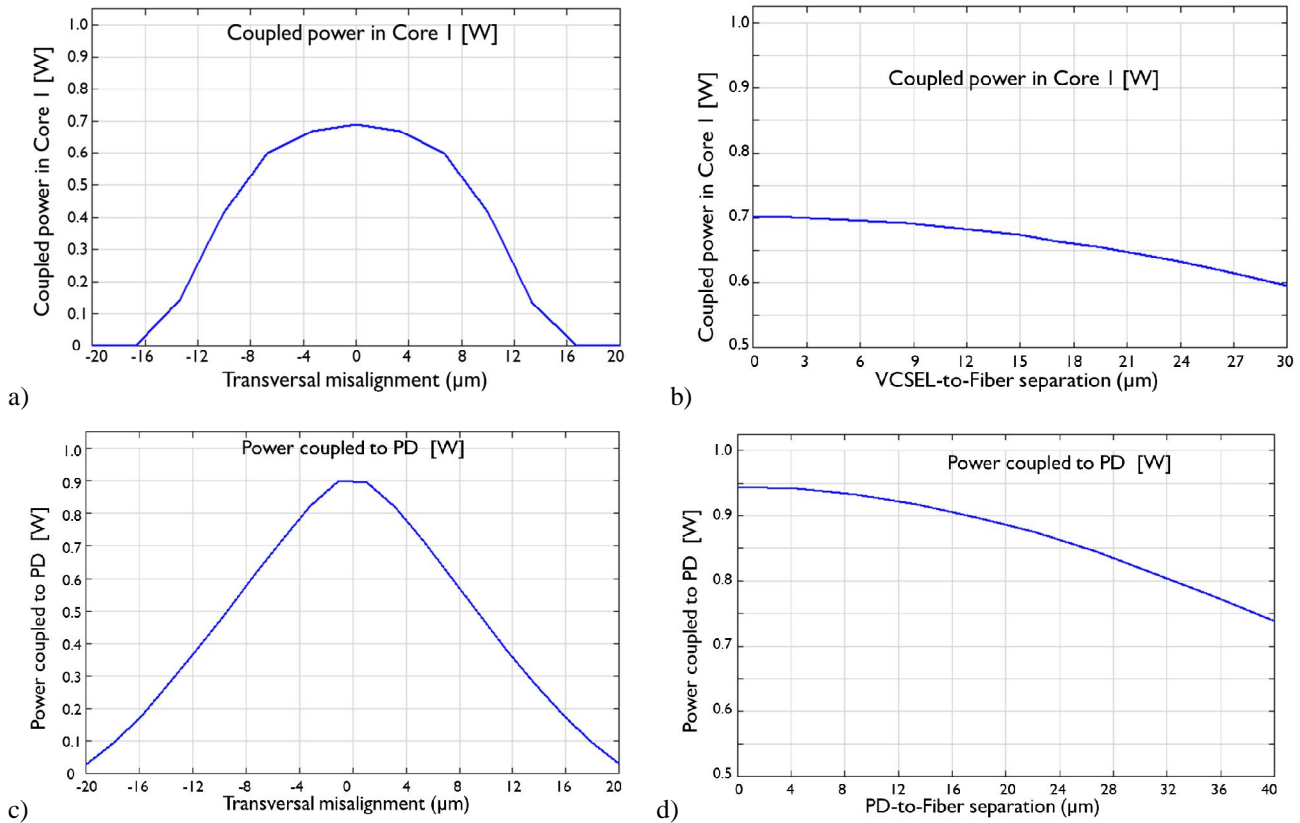 Coupled power in Core 1 [W]
Coupled power in Core 1 [W]
1.0
0.9
0.8
0.7
0.6
0.5
0.4
0.3
0.2
0.1
0
-20 -16 -12 -8 -4 0 4 8 12 16 20
Transversal misalignment (µm)
a)
Coupled power in Core 1 [W]
Coupled power in Core 1 [W]
1.0
0.9
0.8
0.7
0.6
0.5
0 3 6 9 12 15 18 21 24 27 30
VCSEL-to-Fiber separation (µm)
b)
Power coupled to PD [W]
Power coupled to PD [W]
1.0
0.9
0.8
0.7
0.6
0.5
0.4
0.3
0.2
0.1
0
-20 -16 -12 -8 -4 0 4 8 12 16 20
Transversal misalignment (µm)
c)
Power coupled to PD [W]
Power coupled to PD [W]
1.0
0.9
0.8
0.7
0.6
0.5
0 4 8 12 16 20 24 28 32 36 40
PD-to-Fiber separation (µm)
d)